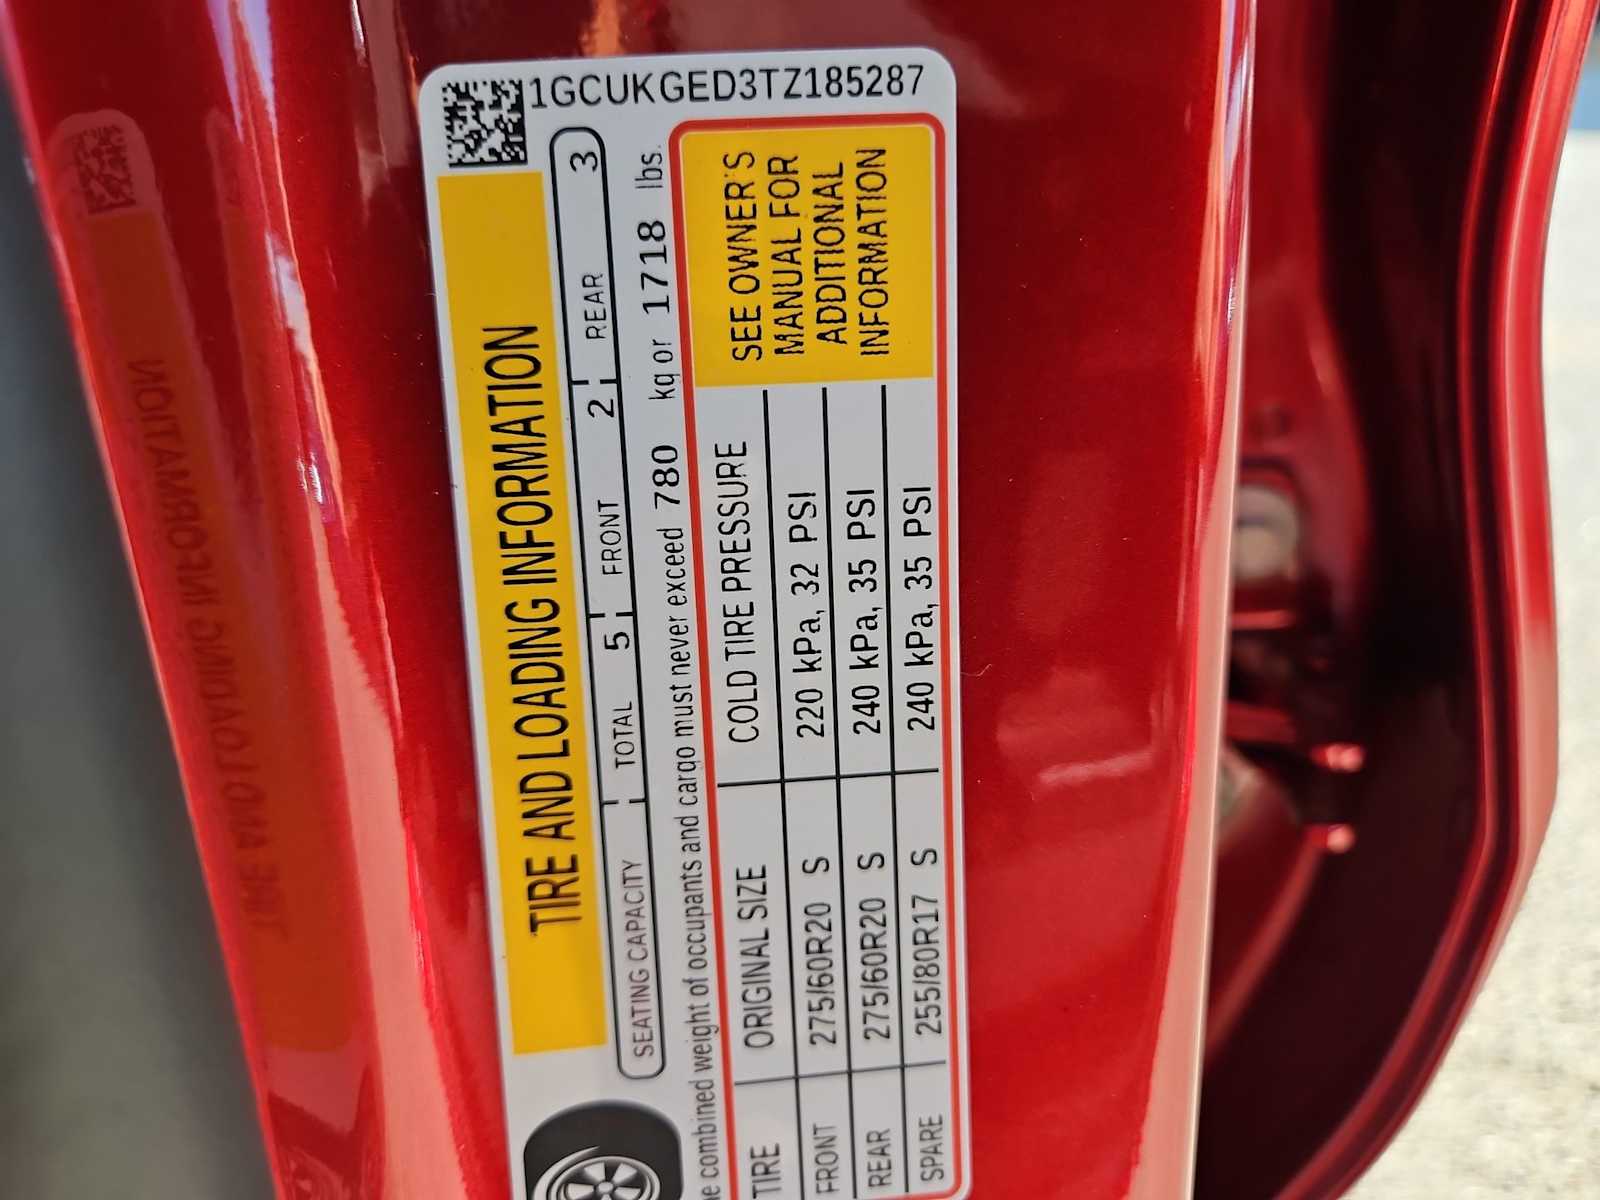 1GCUKGED3TZ185287
TIRE AND LOADING INFORMATION
SEATING CAPACITY TOTAL 5 FRONT 2 REAR 3
combined weight of occupants and cargo must never exceed 780 kg or 1718 lbs.
TIRE ORIGINAL SIZE COLD TIRE PRESSURE
FRONT 275/60R20 S 220 kPa, 32 PSI
REAR 275/60R20 S 240 kPa, 35 PSI
SPARE 255/80R17 S 240 kPa, 35 PSI
SEE OWNER'S
MANUAL FOR
ADDITIONAL
INFORMATION